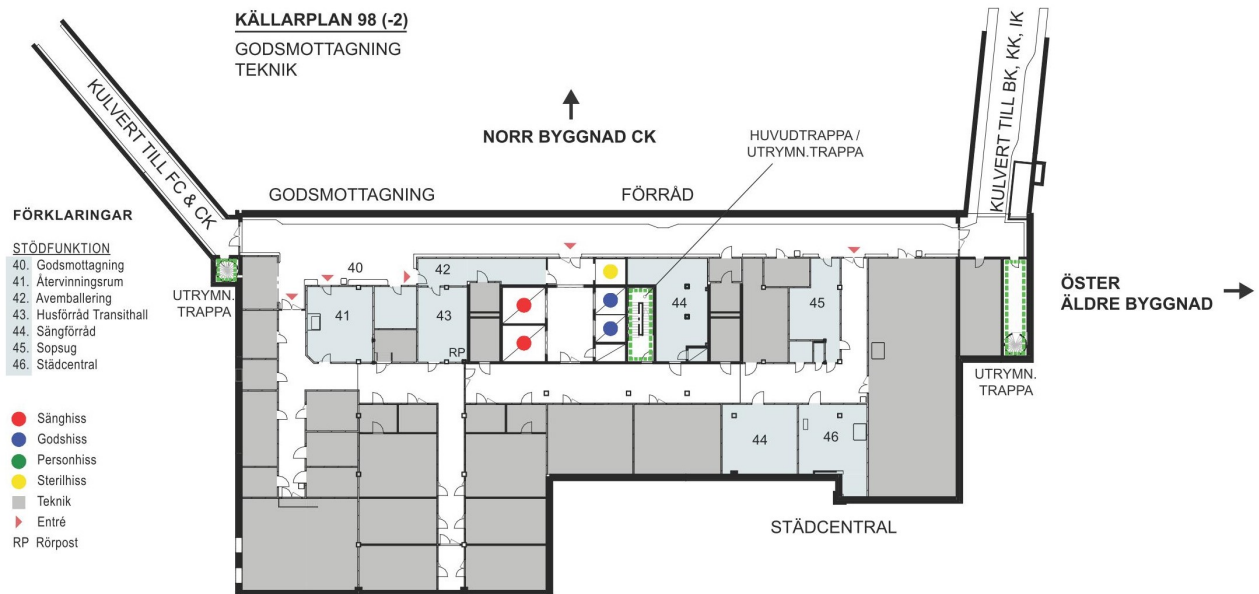 KÄLLARPLAN 98 (-2)
GODSMOTTAGNING
TEKNIK
KULVERT TILL FC & CK
NORR BYGGNAD CK
HUVUDTRAPPA /
UTRYMN.TRAPPA
KULVERT TILL BK, KK, IK
GODSMOTTAGNING
FÖRRÅD
FÖRKLARINGAR
STÖDFUNKTION
40. Godsmottagning
41. Återvinningsrum
42. Avemballering
43. Husförråd Transithall
44. Sängförråd
45. Sopsug
46. Städcentral
UTRYMN.
TRAPPA
40
42
41
43
RP
44
45
ÖSTER
ÄLDRE BYGGNAD
UTRYMN.
TRAPPA
44
46
Sänghiss
Godshiss
Personhiss
Sterilhiss
Teknik
Entré
RP Rörpost
STÄDCENTRAL